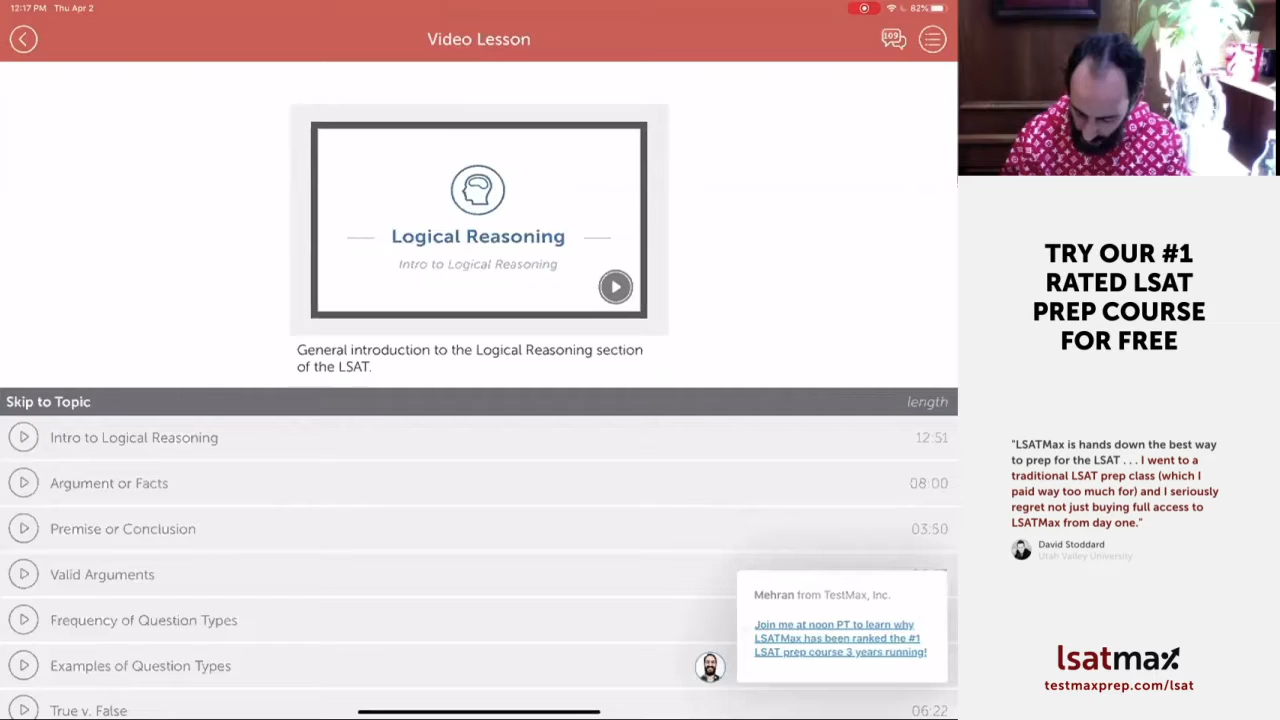 12:17 PM Thu Apr 2
82%
Video Lesson
109
Logical Reasoning
Intro to Logical Reasoning
General introduction to the Logical Reasoning section
of the LSAT.
Skip to Topic
length
Intro to Logical Reasoning
12:51
Argument or Facts
08:00
Premise or Conclusion
03:50
Valid Arguments
Frequency of Question Types
Examples of Question Types
True v. False
06:22
Mehran from TestMax, Inc.
Join me at noon PT to learn why
LSATMax has been ranked the #1
LSAT prep course 3 years running!
TRY OUR #1
RATED LSAT
PREP COURSE
FOR FREE
"LSATMax is hands down the best way
to prep for the LSAT . . . I went to a
traditional LSAT prep class (which I
paid way too much for) and I seriously
regret not just buying full access to
LSATMax from day one."
David Stoddard
Utah Valley University
lsatmax
testmaxprep.com/lsat